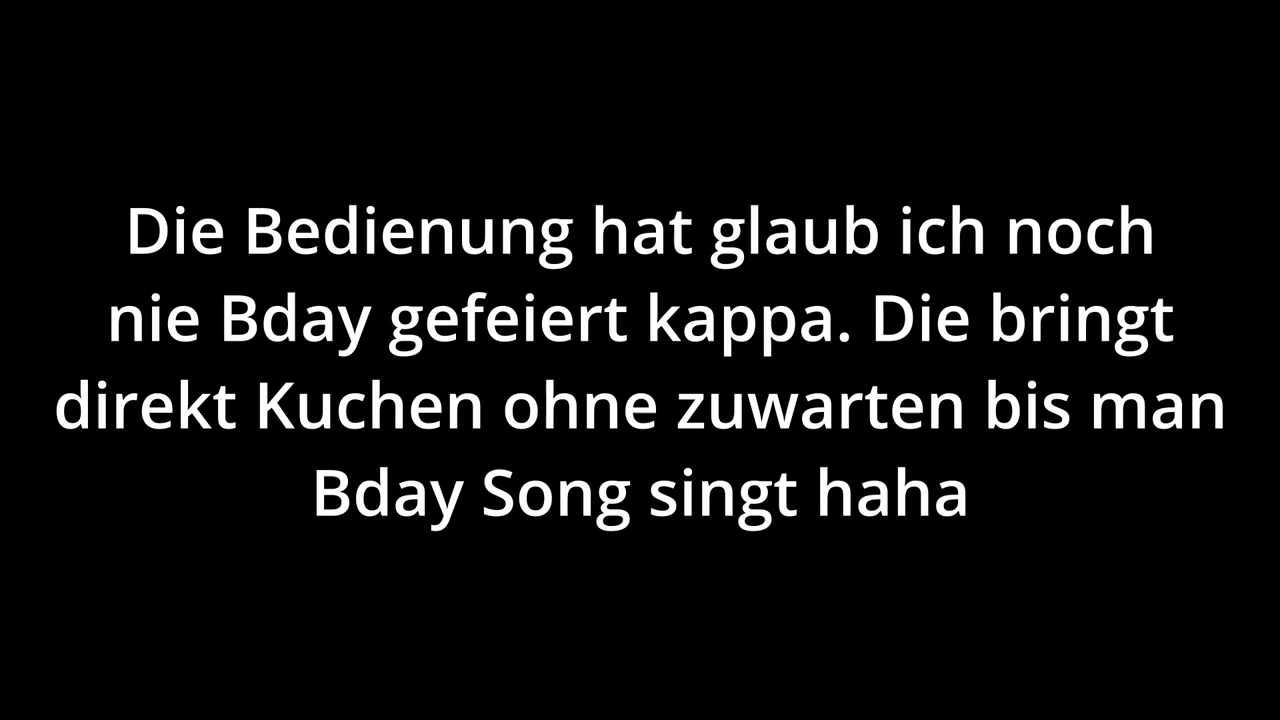 Die Bedienung hat glaub ich noch
nie Bday gefeiert kappa. Die bringt
direkt Kuchen ohne zuwarten bis man
Bday Song singt haha